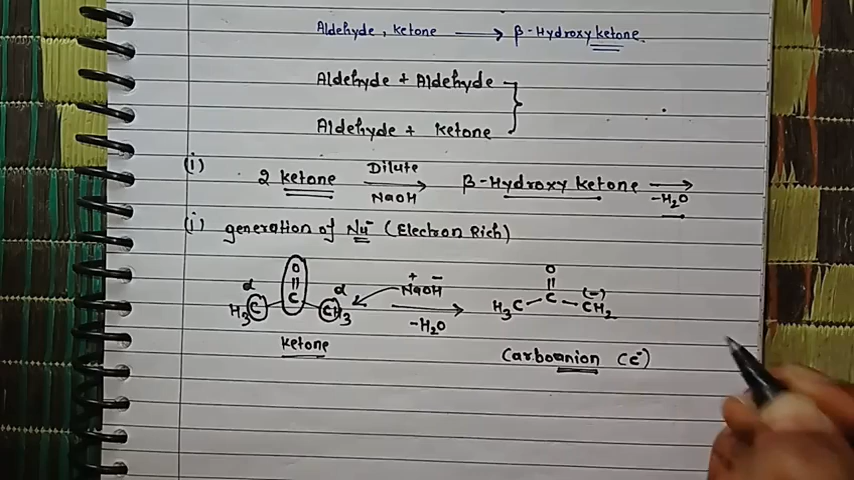 Aldehyde, ketone ⟶ β-Hydroxy ketone.
Aldehyde + Aldehyde
Aldehyde + ketone
(i)
2 ketone Dilute NaOH ⟶ β-Hydroxy ketone ⟶ -H2O
(i) generation of Nu⁻ (Electron Rich)
α O α + − O (−)
H3C C CH3 NaOH ⟶ -H2O H3C – C – CH2
ketone Carboanion (c⁻)